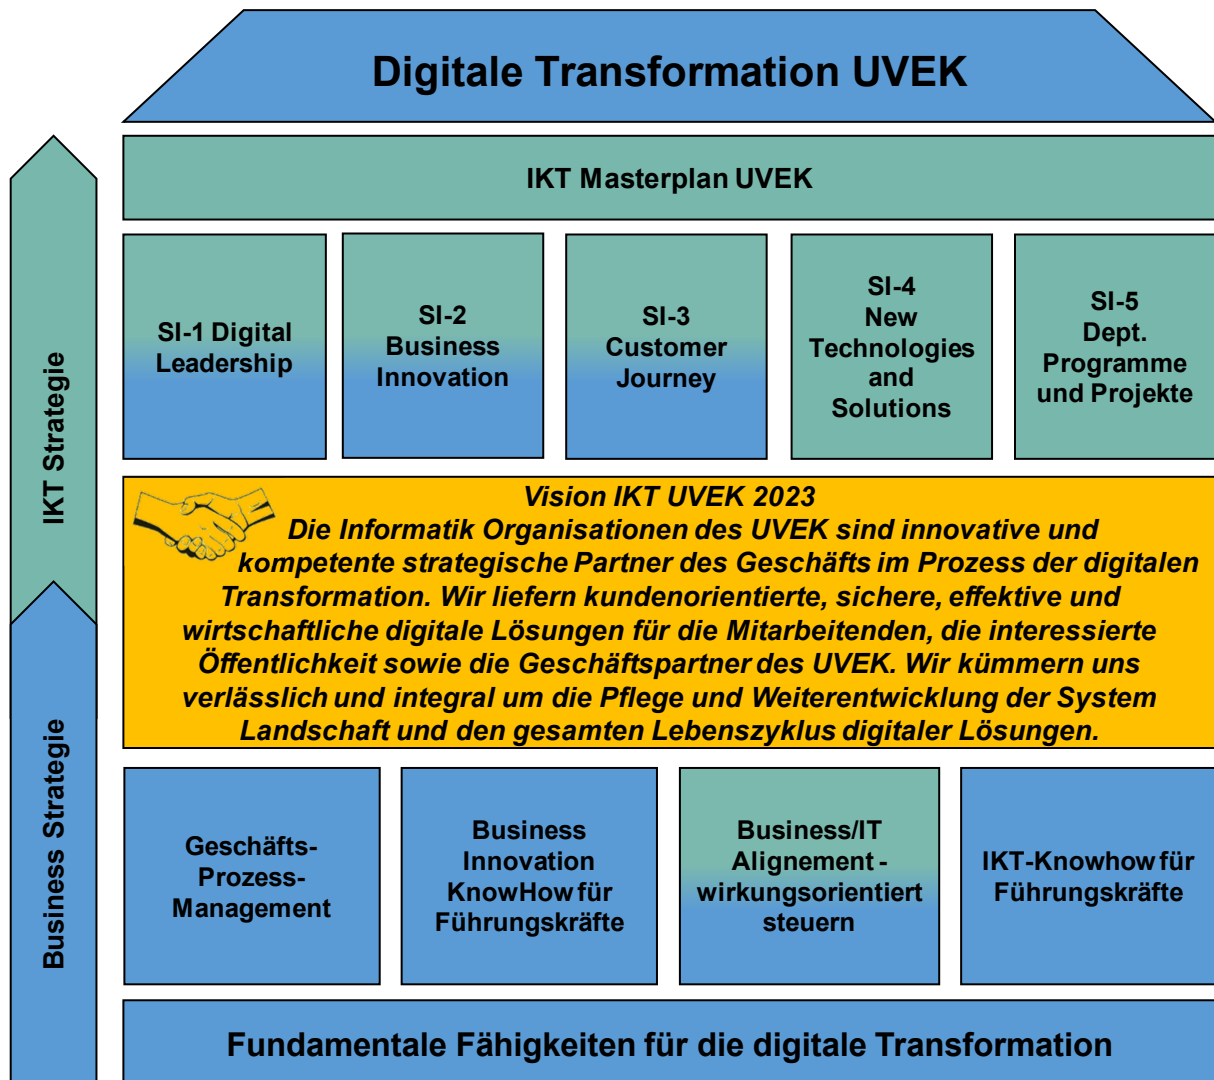 Digitale Transformation UVEK
IKT Masterplan UVEK
SI-1 Digital
Leadership
SI-2
Business
Innovation
SI-3
Customer
Journey
SI-4
New
Technologies
and
Solutions
SI-5
Dept.
Programme
und Projekte
IKT Strategie
Vision IKT UVEK 2023
Die Informatik Organisationen des UVEK sind innovative und
kompetente strategische Partner des Geschäfts im Prozess der digitalen
Transformation. Wir liefern kundenorientierte, sichere, effektive und
wirtschaftliche digitale Lösungen für die Mitarbeitenden, die interessierte
Öffentlichkeit sowie die Geschäftspartner des UVEK. Wir kümmern uns
verlässlich und integral um die Pflege und Weiterentwicklung der System
Landschaft und den gesamten Lebenszyklus digitaler Lösungen.
Business Strategie
Geschäfts-
Prozess-
Management
Business
Innovation
KnowHow für
Führungskräfte
Business/IT
Alignement -
wirkungsorientiert
steuern
IKT-Knowhow für
Führungskräfte
Fundamentale Fähigkeiten für die digitale Transformation